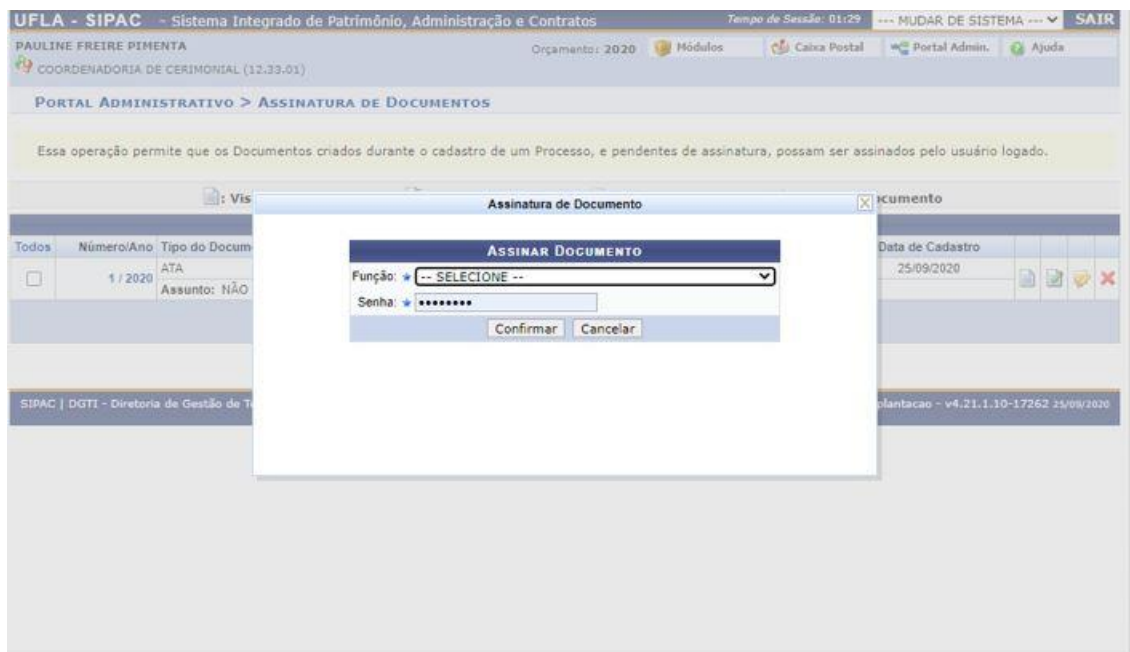 UFLA - SIPAC - Sistema Integrado de Patrimônio, Administração e Contratos Tempo de Sessão: 01:29 --- MUDAR DE SISTEMA --- SAIR
PAULINE FREIRE PIMENTA Orçamento: 2020 Módulos Caixa Postal Portal Admin. Ajuda
COORDENADORIA DE CERIMONIAL (12.33.01)
PORTAL ADMINISTRATIVO > ASSINATURA DE DOCUMENTOS
Essa operação permite que os Documentos criados durante o cadastro de um Processo, e pendentes de assinatura, possam ser assinados pelo usuário logado.
: Vis
Assinatura de Documento
ocumento
ASSINAR DOCUMENTO
Todos Número/Ano Tipo do Docum Data de Cadastro
1 / 2020 ATA 25/09/2020
Assunto: NÃO
Função: -- SELECIONE --
Senha: ••••••••
Confirmar Cancelar
SIPAC | DGTI - Diretoria de Gestão de Te plantacao - v4.21.1.10-17262 25/09/2020